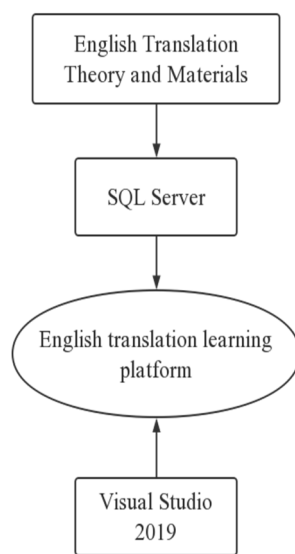 English Translation
Theory and Materials
SQL Server
English translation learning
platform
Visual Studio
2019